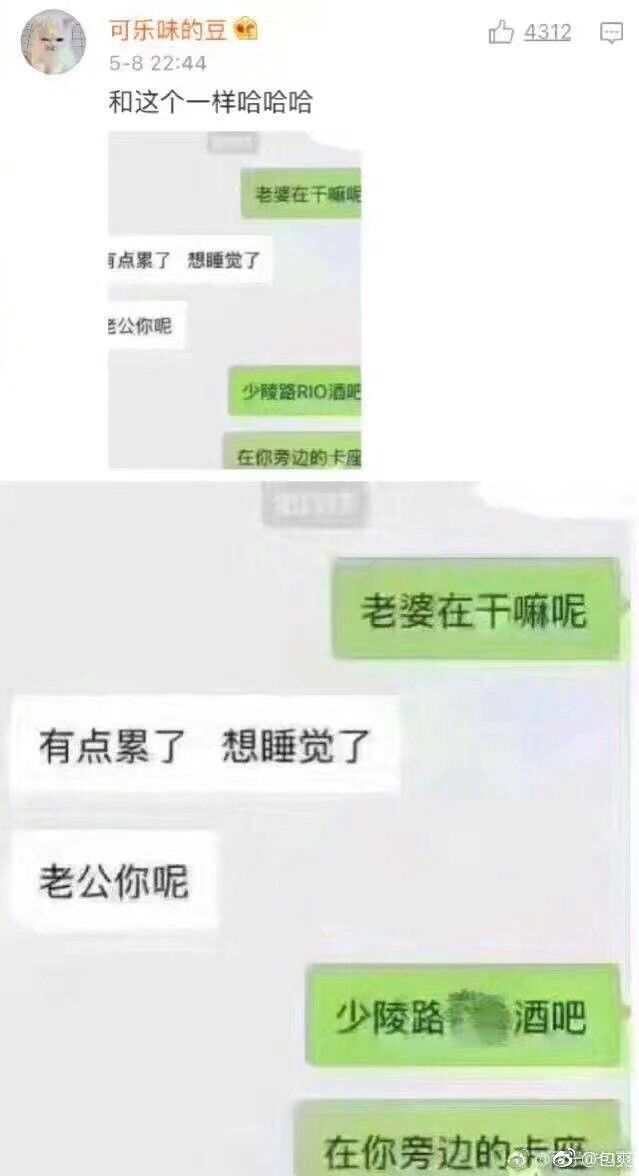 可乐味的豆
4312
5-8 22:44
和这个一样哈哈哈
老婆在干嘛呢
有点累了 想睡觉了
老公你呢
少陵路RIO酒吧
在你旁边的卡座
老婆在干嘛呢
有点累了 想睡觉了
老公你呢
少陵路 酒吧
在你旁边的卡座
@包爽